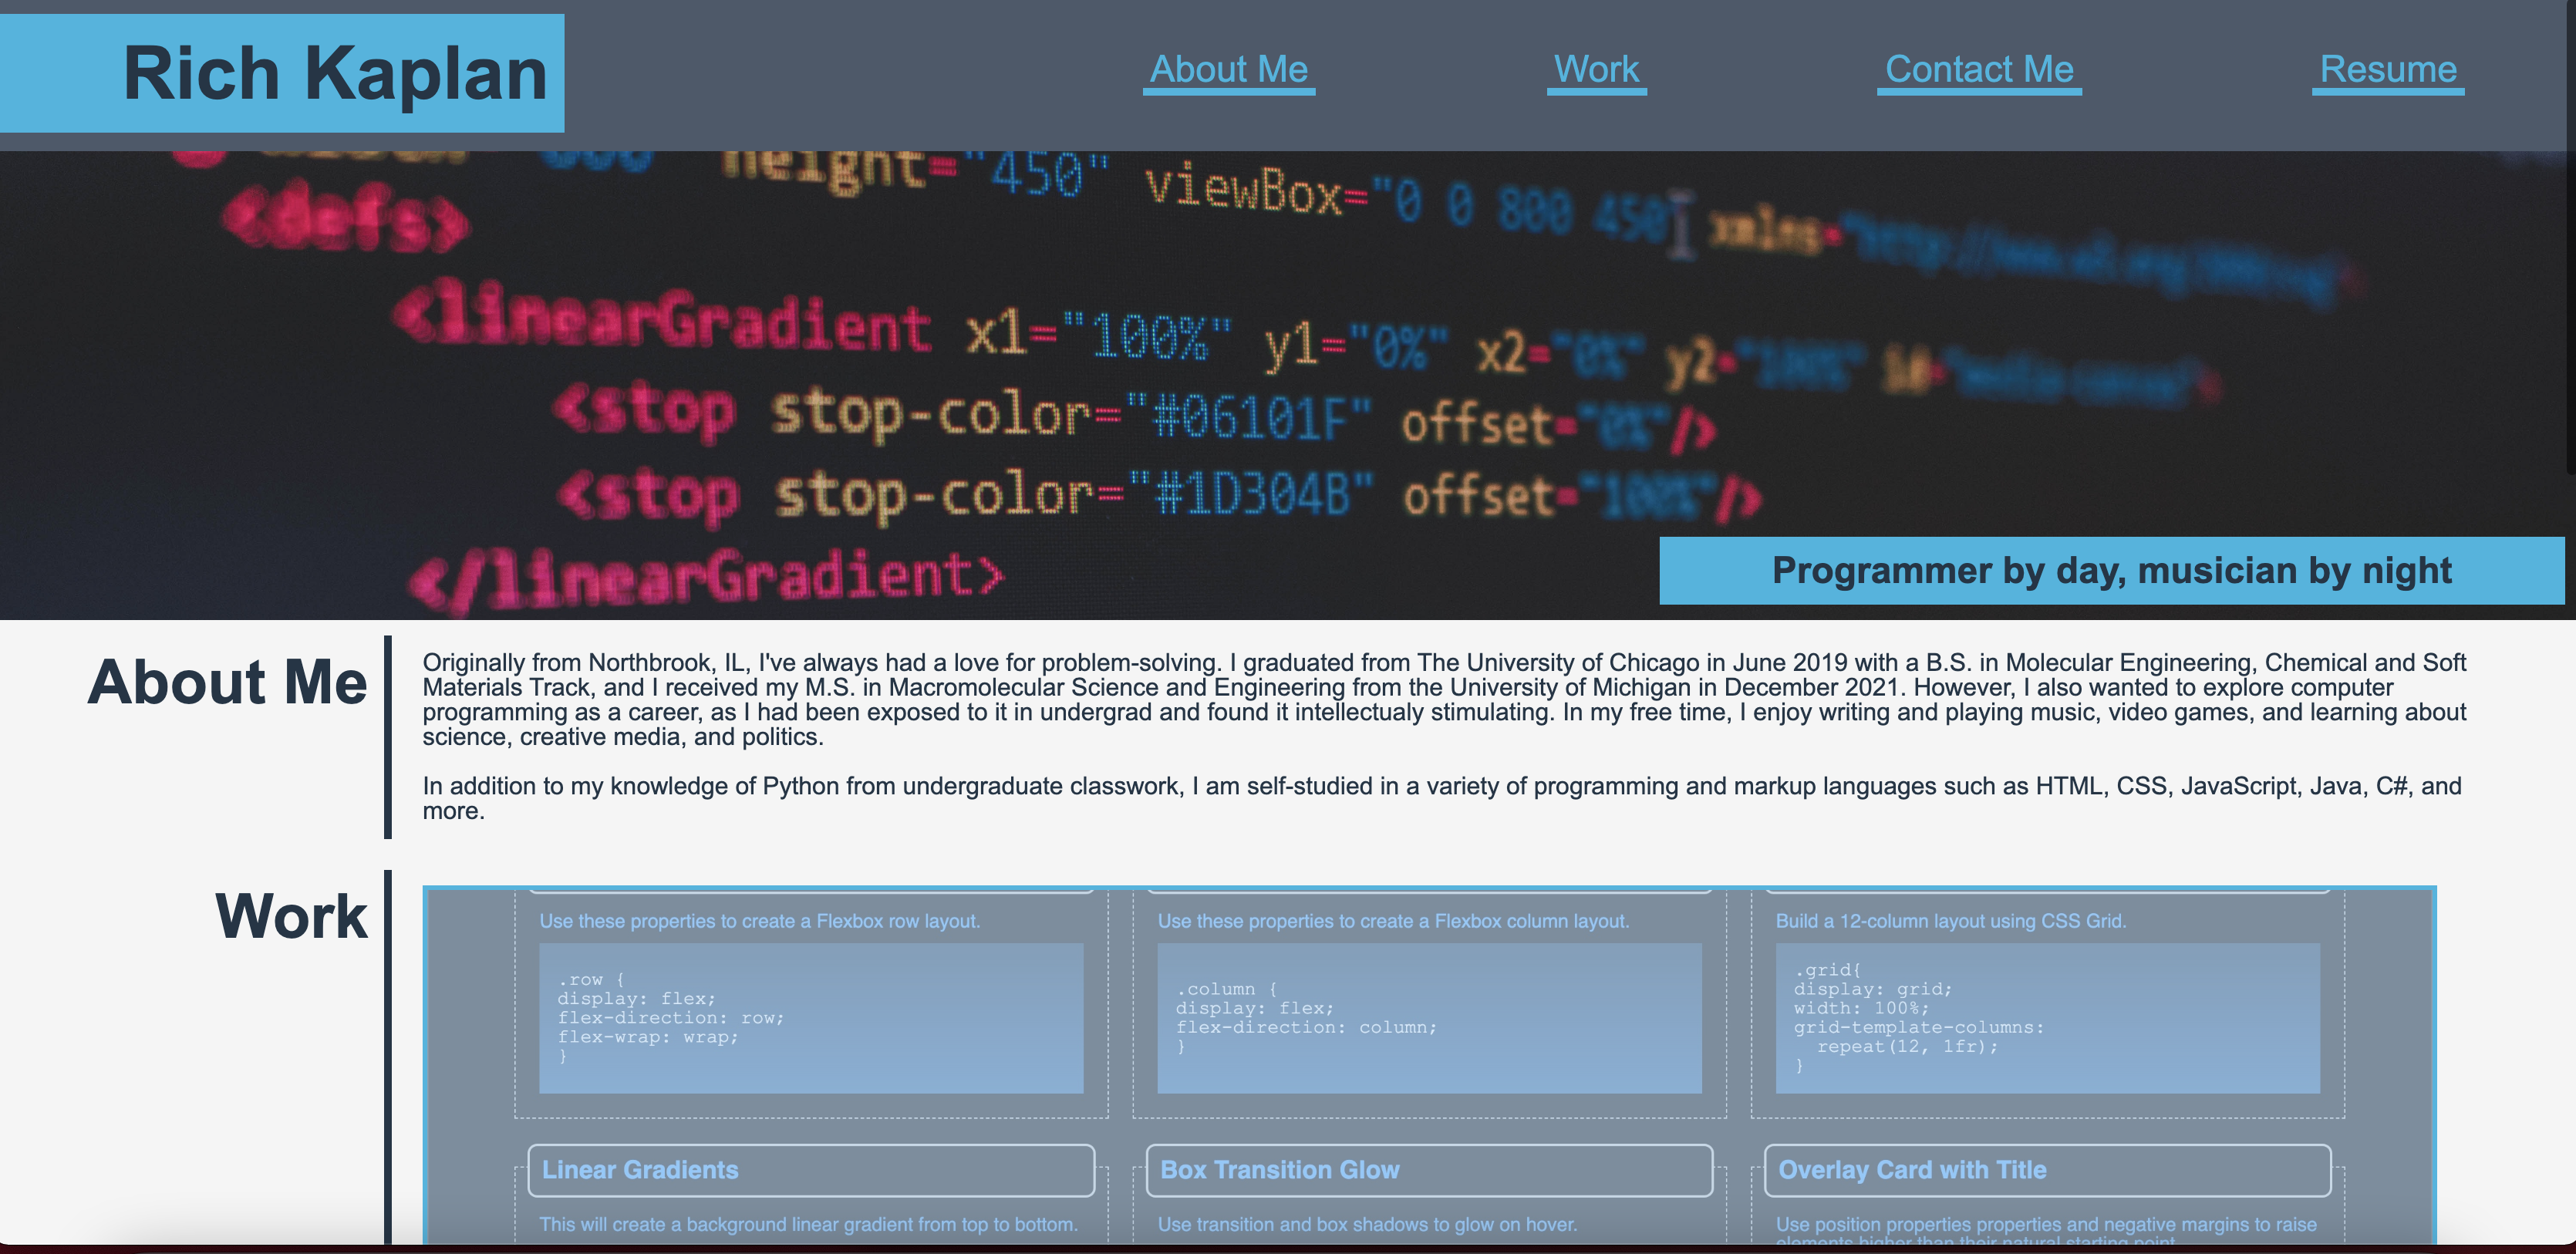 Rich Kaplan
About Me
Work
Contact Me
Resume
height="450" viewBox="0 0 800 450" xmlns=
<defs>
<linearGradient x1="100%" y1="0%" x2="0%" y2="100%" id=
<stop stop-color="#06101F" offset="0%"/>
<stop stop-color="#1D304B" offset="100%"/>
</linearGradient>
Programmer by day, musician by night
About Me
Originally from Northbrook, IL, I've always had a love for problem-solving. I graduated from The University of Chicago in June 2019 with a B.S. in Molecular Engineering, Chemical and Soft
Materials Track, and I received my M.S. in Macromolecular Science and Engineering from the University of Michigan in December 2021. However, I also wanted to explore computer
programming as a career, as I had been exposed to it in undergrad and found it intellectualy stimulating. In my free time, I enjoy writing and playing music, video games, and learning about
science, creative media, and politics.
In addition to my knowledge of Python from undergraduate classwork, I am self-studied in a variety of programming and markup languages such as HTML, CSS, JavaScript, Java, C#, and
more.
Work
Use these properties to create a Flexbox row layout.
.row {
display: flex;
flex-direction: row;
flex-wrap: wrap;
}
Use these properties to create a Flexbox column layout.
.column {
display: flex;
flex-direction: column;
}
Build a 12-column layout using CSS Grid.
.grid{
display: grid;
width: 100%;
grid-template-columns:
repeat(12, 1fr);
}
Linear Gradients
This will create a background linear gradient from top to bottom.
Box Transition Glow
Use transition and box shadows to glow on hover.
Overlay Card with Title
Use position properties properties and negative margins to raise
elements higher than their natural starting point